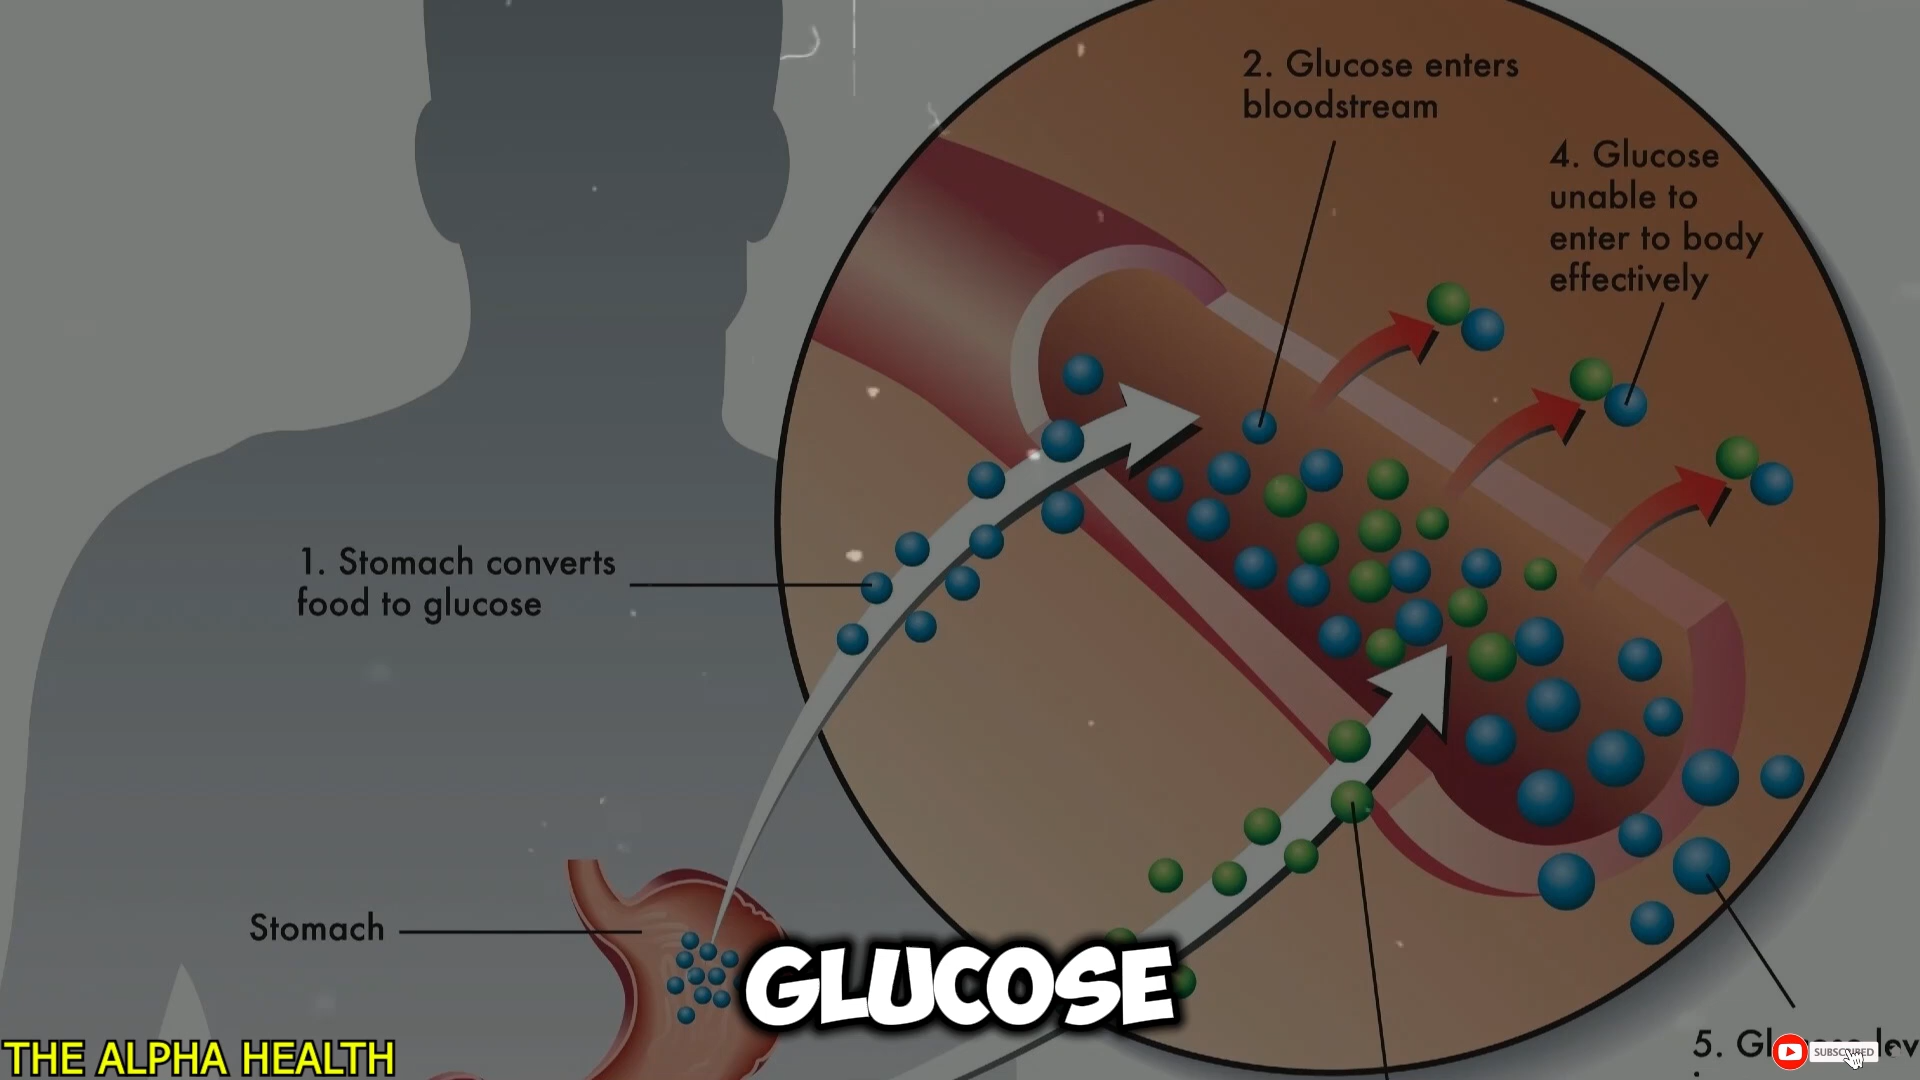 2. Glucose enters
bloodstream
4. Glucose
unable to
enter to body
effectively
1. Stomach converts
food to glucose
Stomach
GLUCOSE
THE ALPHA HEALTH
5.
SUBSCRIBED